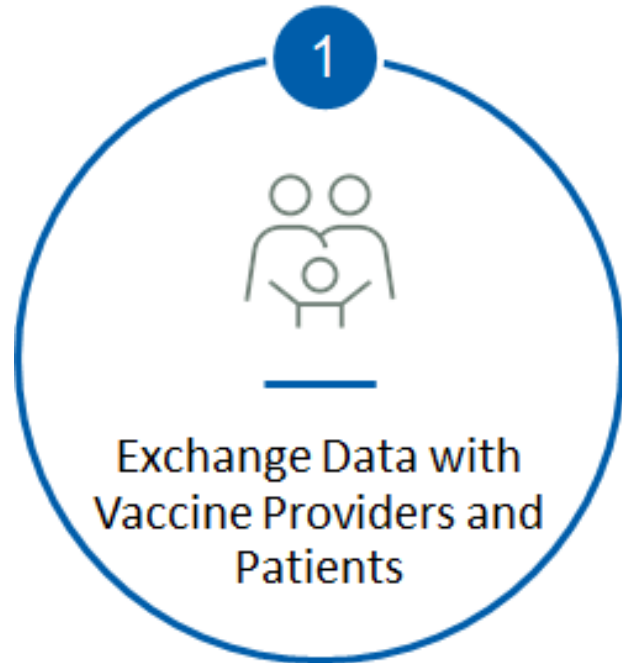 1
Exchange Data with
Vaccine Providers and
Patients